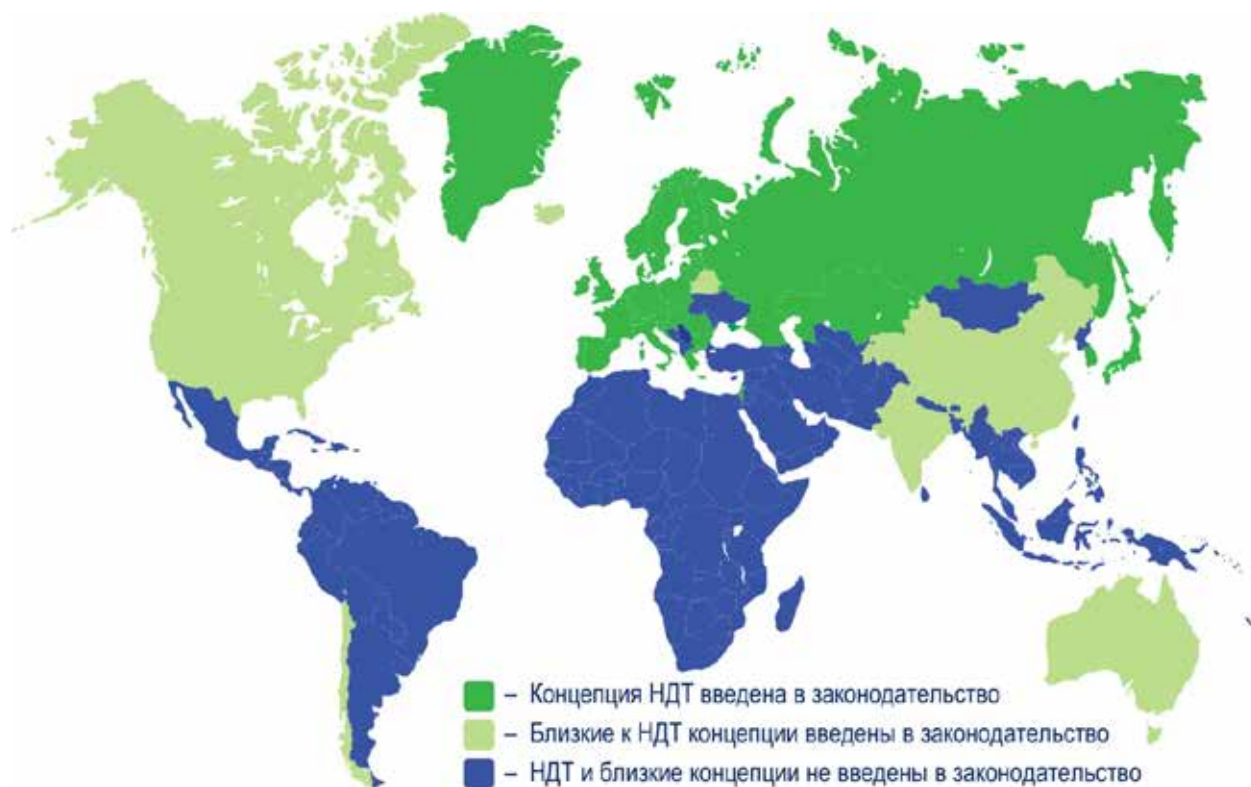 – Концепция НДТ введена в законодательство
– Близкие к НДТ концепции введены в законодательство
– НДТ и близкие концепции не введены в законодательство